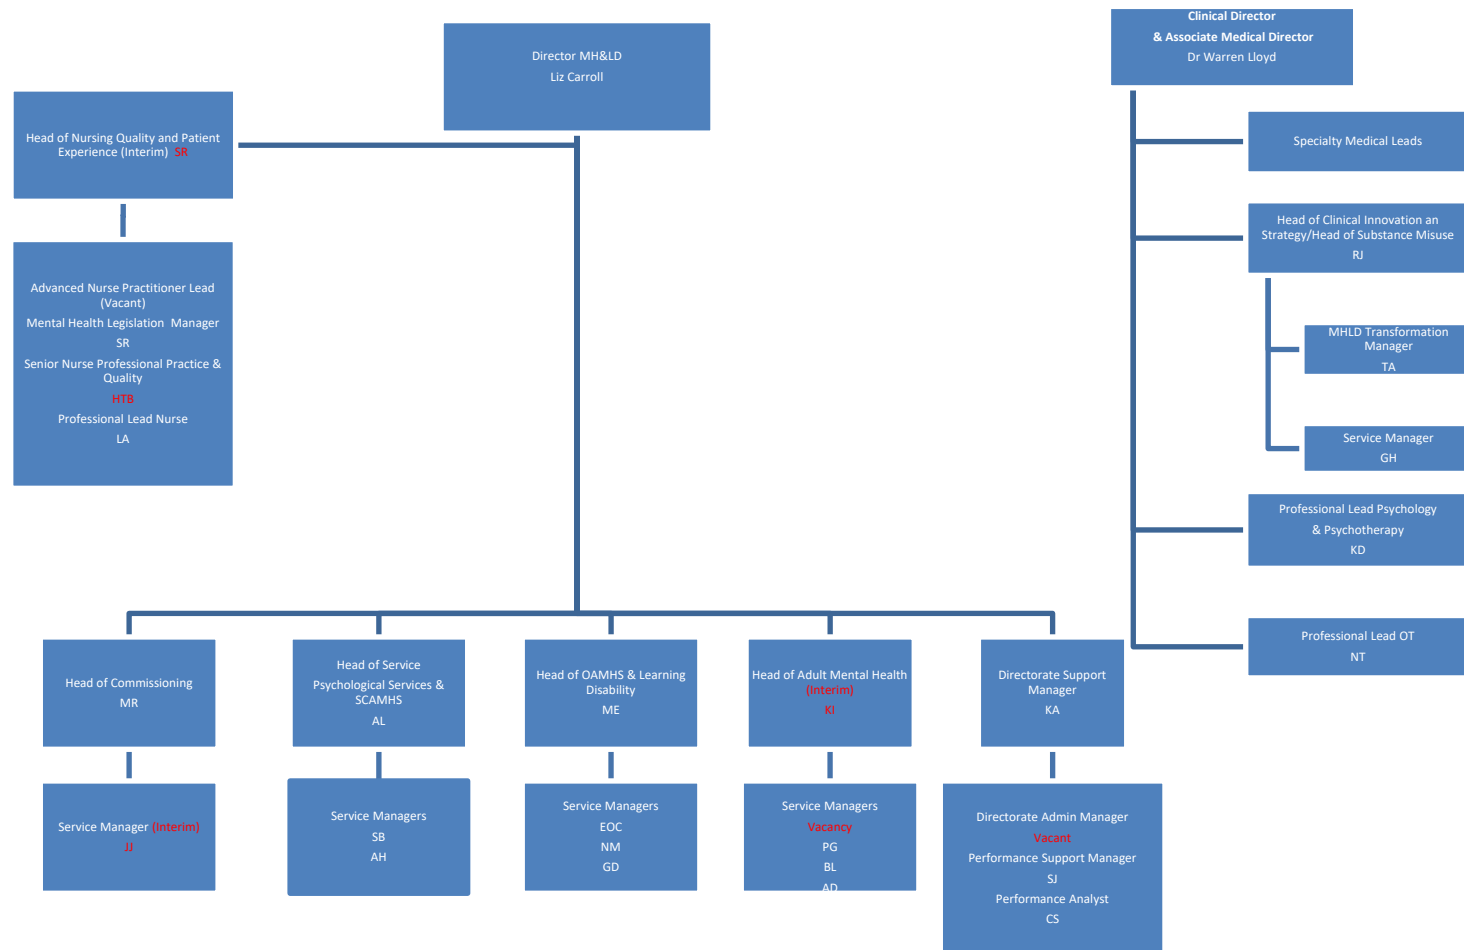 Director MH&LD
Liz Carroll
Clinical Director
& Associate Medical Director
Dr Warren Lloyd
Head of Nursing Quality and Patient
Experience (Interim) SR
Advanced Nurse Practitioner Lead
(Vacant)
Mental Health Legislation Manager
SR
Senior Nurse Professional Practice &
Quality
HTB
Professional Lead Nurse
LA
Specialty Medical Leads
Head of Clinical Innovation an
Strategy/Head of Substance Misuse
RJ
MHLD Transformation
Manager
TA
Service Manager
GH
Professional Lead Psychology
& Psychotherapy
KD
Professional Lead OT
NT
Head of Commissioning
MR
Head of Service
Psychological Services &
SCAMHS
AL
Head of OAMHS & Learning
Disability
ME
Head of Adult Mental Health
(Interim)
KI
Directorate Support
Manager
KA
Service Manager (Interim)
JJ
Service Managers
SB
AH
Service Managers
EOC
NM
GD
Service Managers
Vacancy
PG
BL
AD
Directorate Admin Manager
Vacant
Performance Support Manager
SJ
Performance Analyst
CS